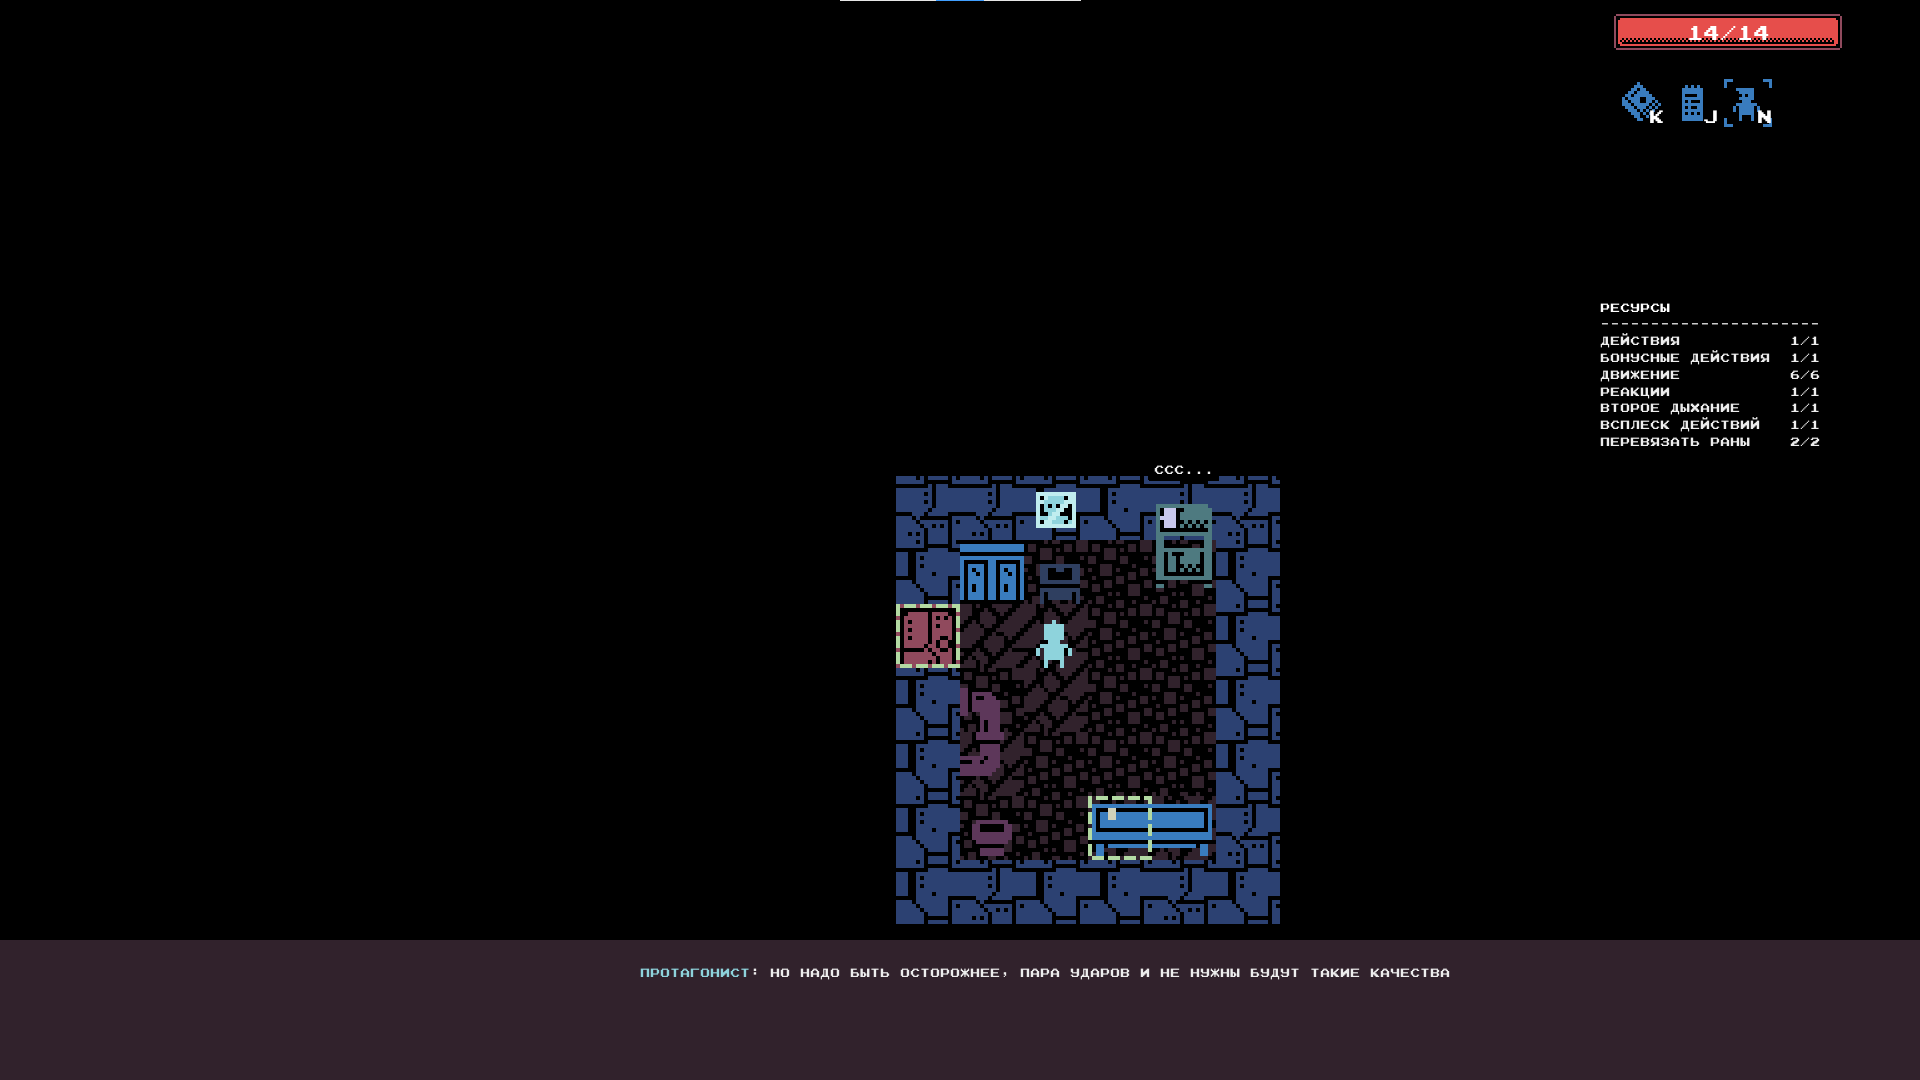 14/14
K J N
РЕСУРСЫ
----------------------
ДЕЙСТВИЯ 1/1
БОНУСНЫЕ ДЕЙСТВИЯ 1/1
ДВИЖЕНИЕ 6/6
РЕАКЦИИ 1/1
ВТОРОЕ ДЫХАНИЕ 1/1
ВСПЛЕСК ДЕЙСТВИЙ 1/1
ПЕРЕВЯЗАТЬ РАНЫ 2/2
ССС...
ПРОТАГОНИСТ: НО НАДО БЫТЬ ОСТОРОЖНЕЕ, ПАРА УДАРОВ И НЕ НУЖНЫ БУДУТ ТАКИЕ КАЧЕСТВА